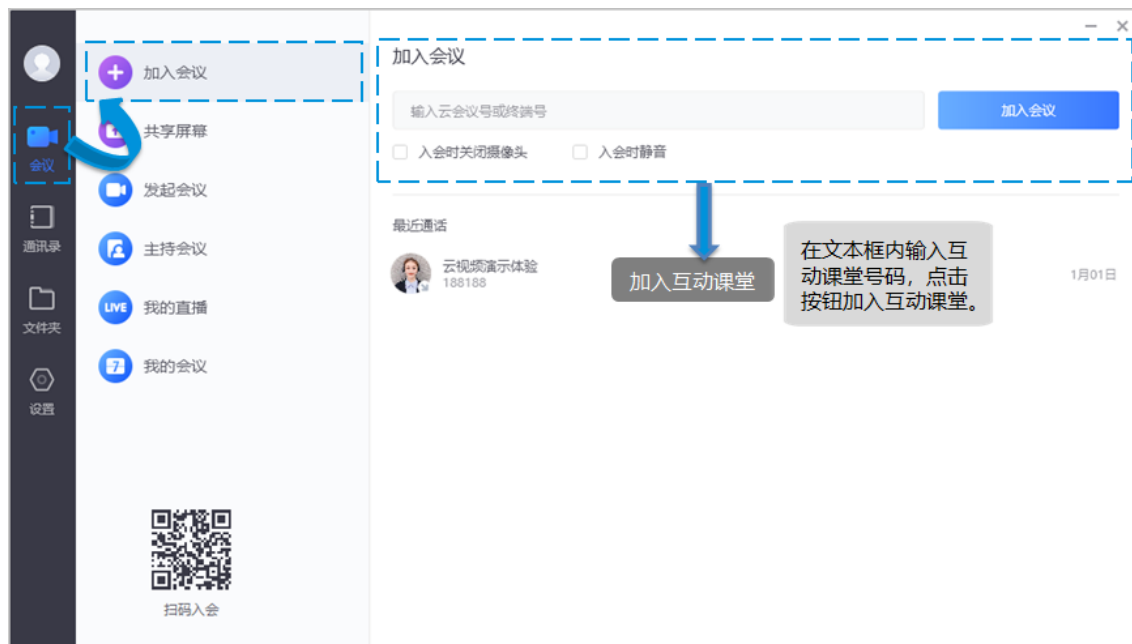 会议
通讯录
文件夹
设置
加入会议
共享屏幕
发起会议
主持会议
LIVE
我的直播
7
我的会议
扫码入会
加入会议
输入云会议号或终端号
加入会议
入会时关闭摄像头
入会时静音
最近通话
云视频演示体验
188188
1月01日
加入互动课堂
在文本框内输入互
动课堂号码，点击
按钮加入互动课堂。